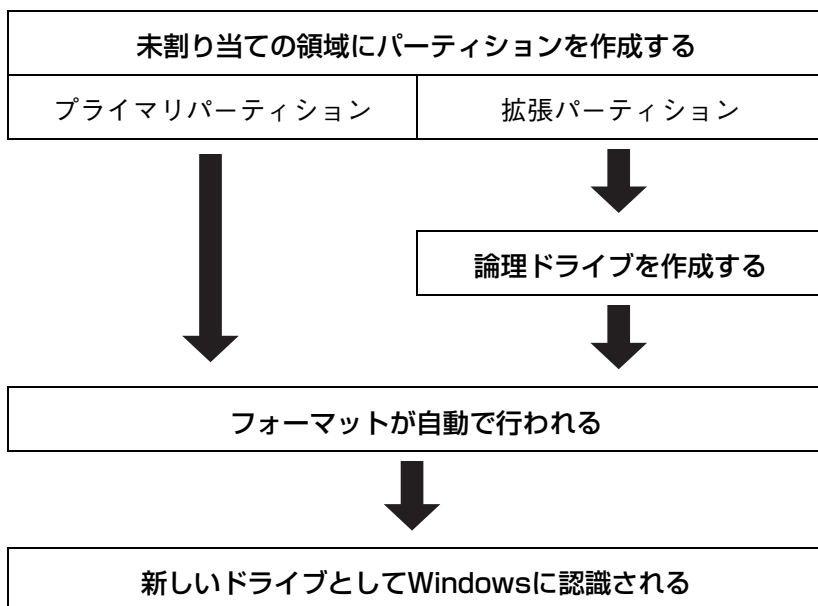 未割り当ての領域にパーティションを作成する
プライマリパーティション
拡張パーティション
論理ドライブを作成する
フォーマットが自動で行われる
新しいドライブとしてWindowsに認識される